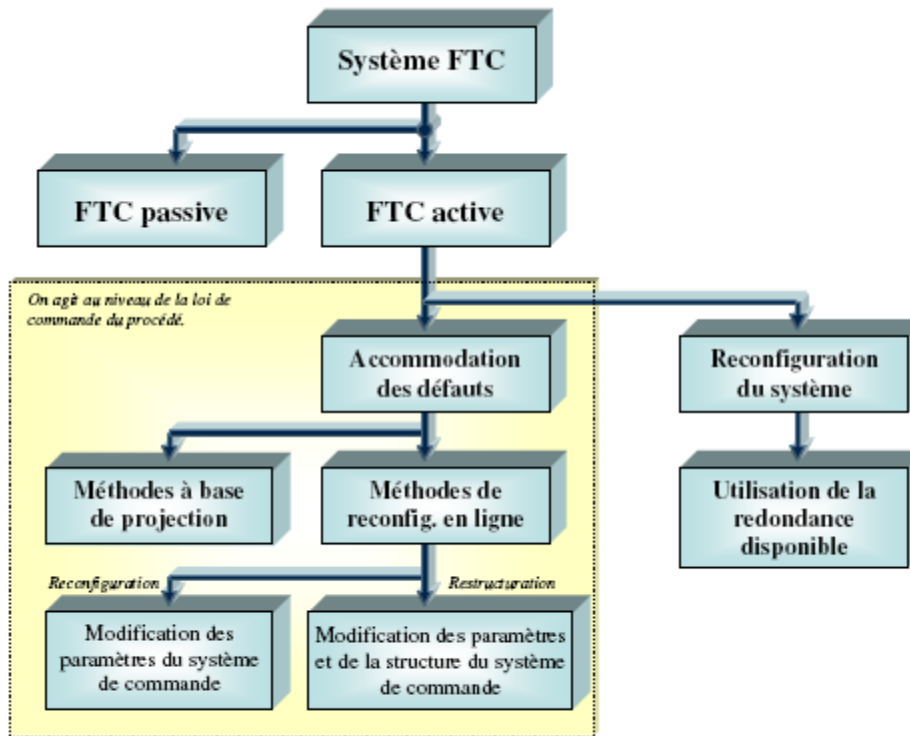 Système FTC
FTC passive
FTC active
On agit au niveau de la loi de
commande du procédé.
Accommodation
des défauts
Reconfiguration
du système
Méthodes à base
de projection
Méthodes de
reconfig. en ligne
Utilisation de la
redondance
disponible
Reconfiguration
Restructuration
Modification des
paramètres du système
de commande
Modification des paramètres
et de la structure du système
de commande